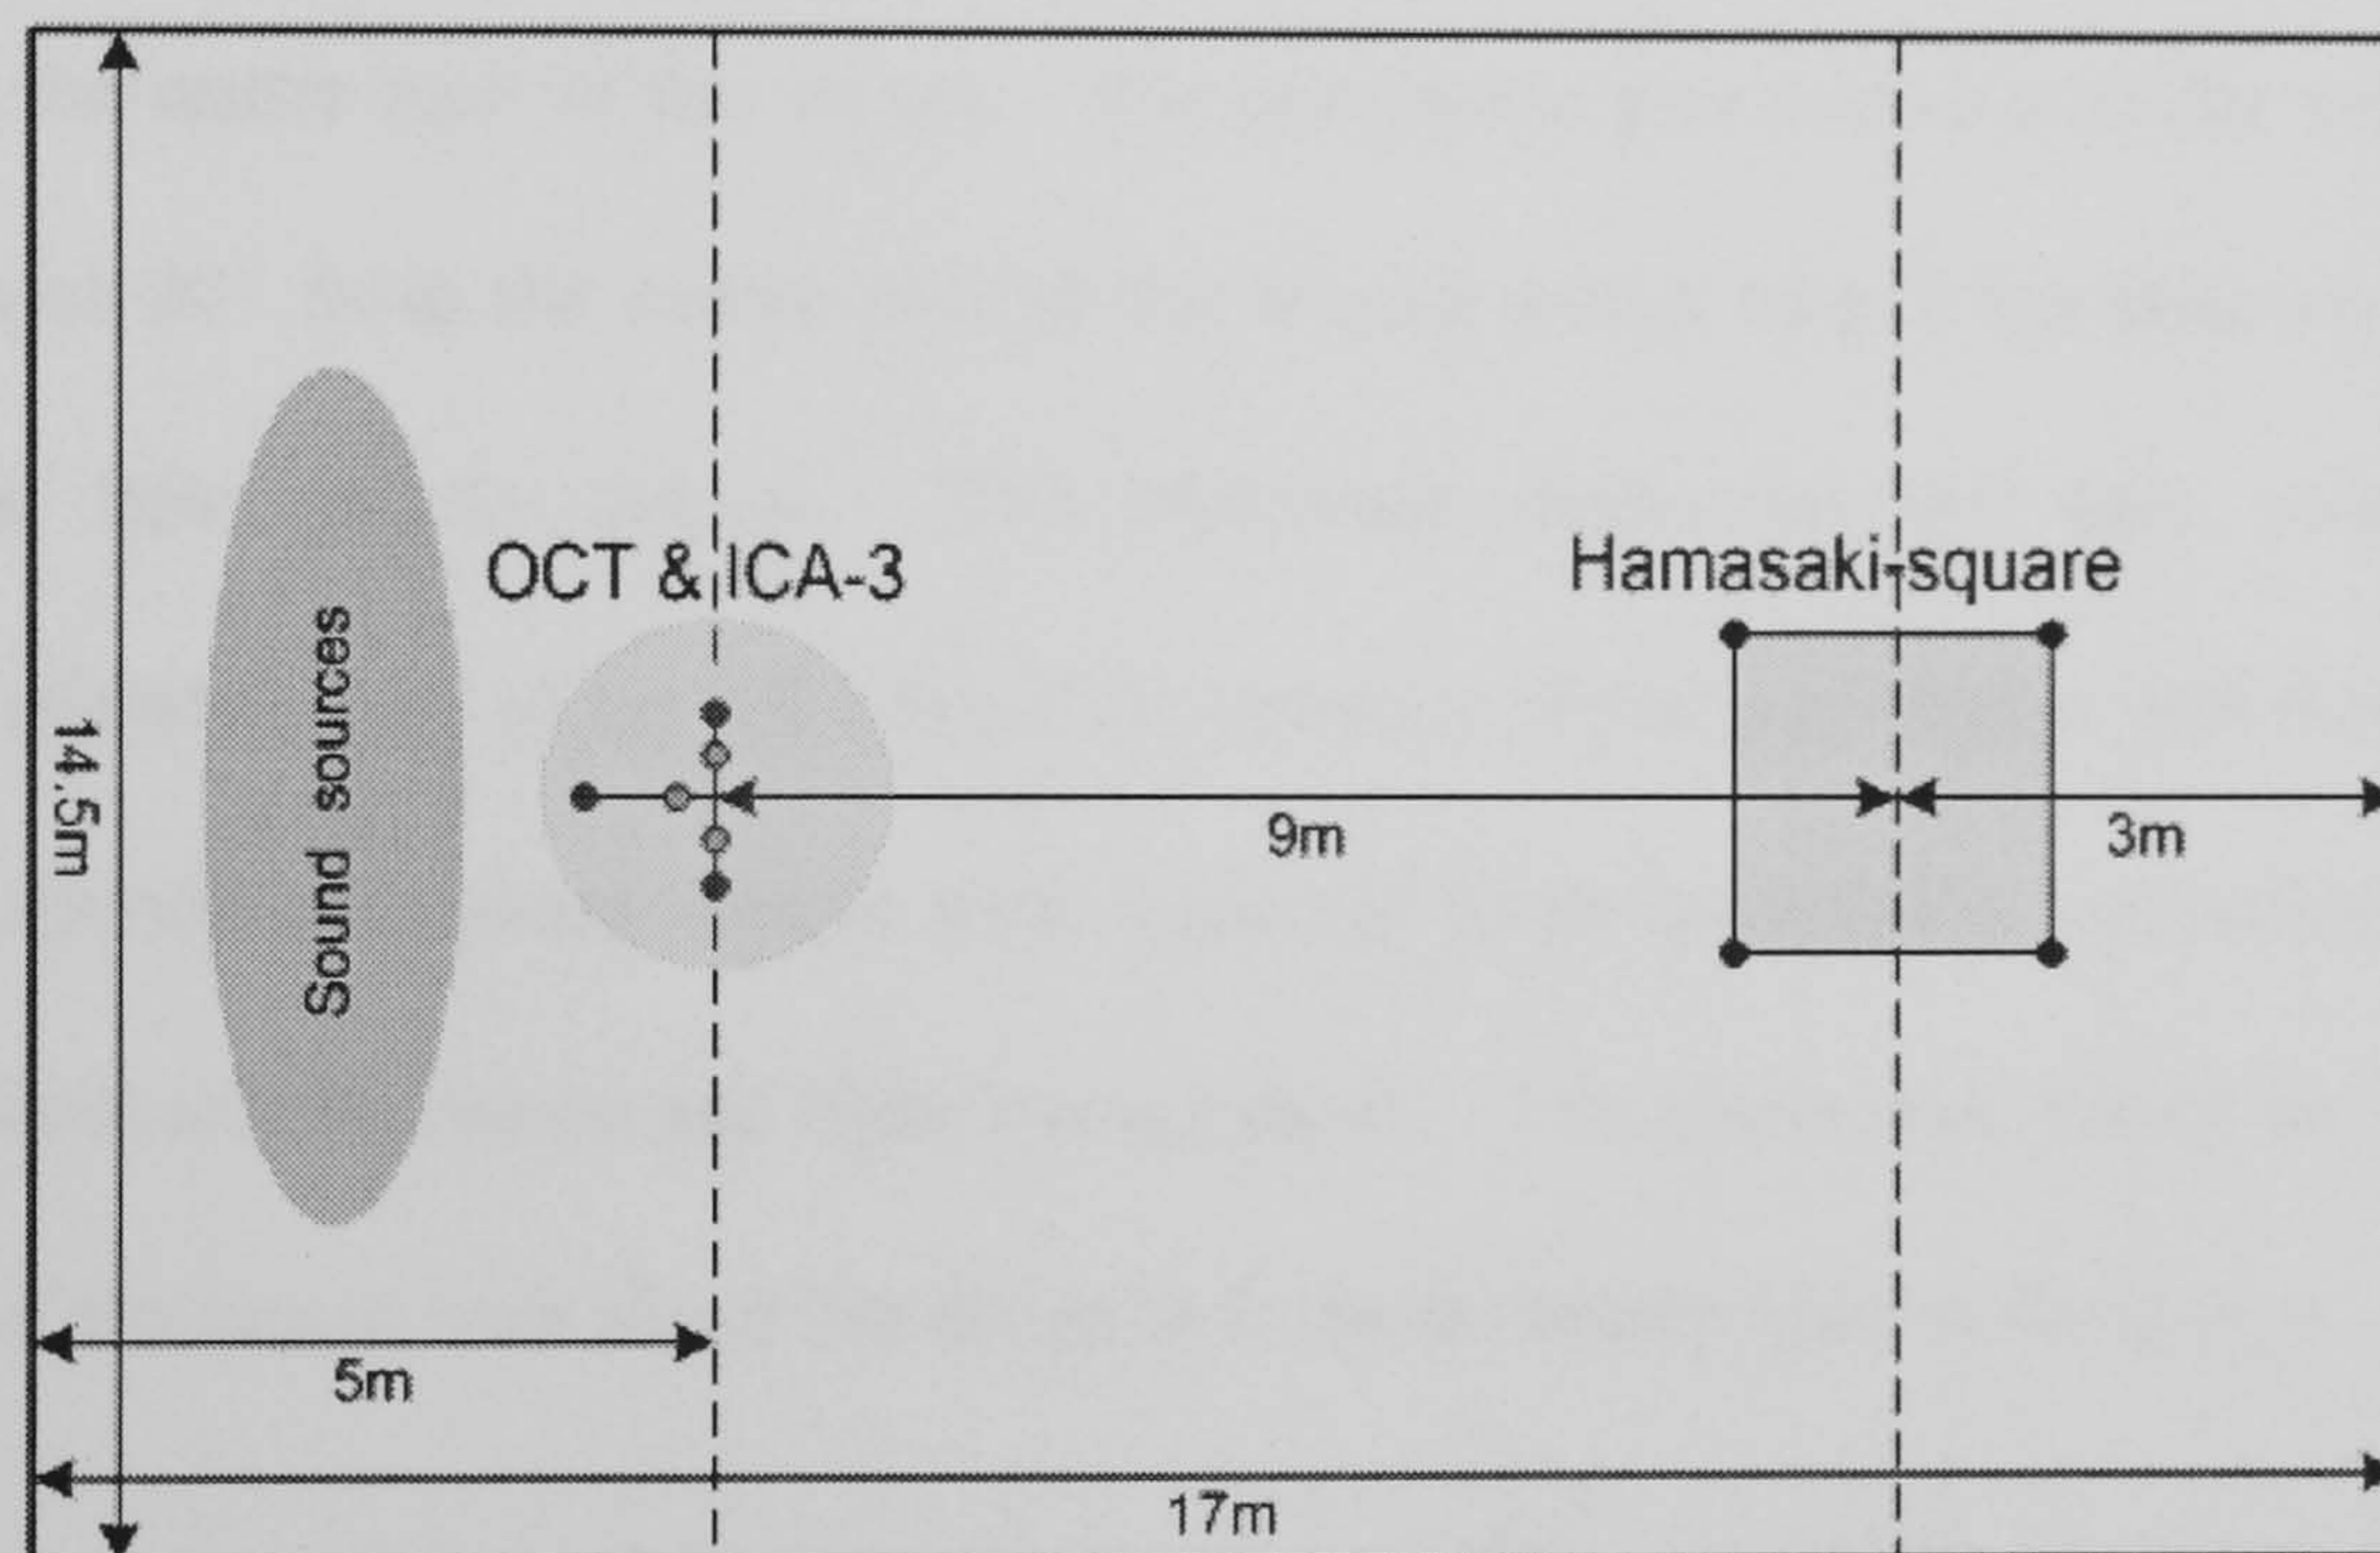 OCT & ICA-3
Hamasaki-square
Sound sources
14.5m
9m
3m
5m
17m